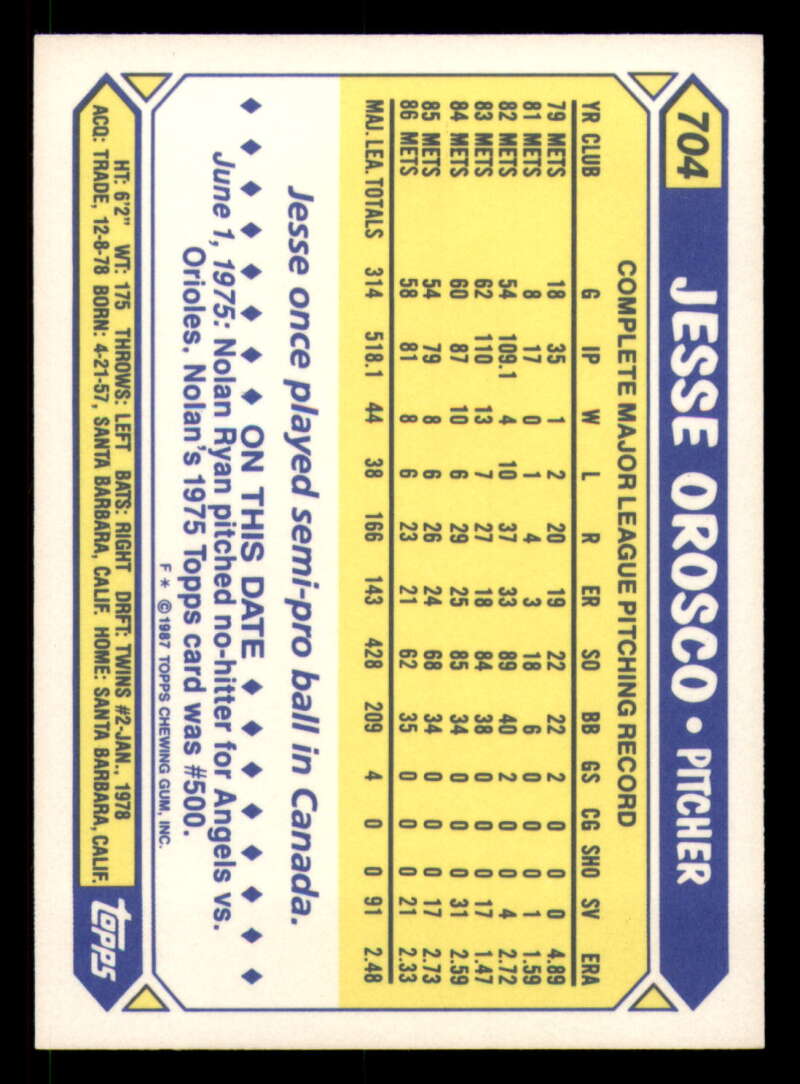 704 JESSE OROSCO • PITCHER
COMPLETE MAJOR LEAGUE PITCHING RECORD
YR CLUB G IP W L R ER SO BB GS CG SHO SV ERA
79 METS 18 35 1 2 20 19 22 22 2 0 0 0 4.89
81 METS 8 17 0 1 4 3 18 6 0 0 0 1 1.59
82 METS 54 109.1 4 10 37 33 89 40 2 0 0 4 2.72
83 METS 62 110 13 7 27 18 84 38 0 0 0 17 1.47
84 METS 60 87 10 6 29 25 85 34 0 0 0 31 2.59
85 METS 54 79 8 6 26 24 68 34 0 0 0 17 2.73
86 METS 58 81 8 6 23 21 62 35 0 0 0 21 2.33
MAJ. LEA. TOTALS 314 518.1 44 38 166 143 428 209 4 0 0 91 2.48
Jesse once played semi-pro ball in Canada.
◆ ◆ ◆ ◆ ◆ ◆ ◆ ◆ ON THIS DATE ◆ ◆ ◆ ◆ ◆ ◆ ◆ ◆
June 1, 1975: Nolan Ryan pitched no-hitter for Angels vs.
Orioles. Nolan's 1975 Topps card was #500.
F * ©1987 TOPPS CHEWING GUM, INC.
HT: 6'2" WT: 175 THROWS: LEFT BATS: RIGHT DRFT: TWINS #2-JAN., 1978
ACQ: TRADE, 12-8-78 BORN: 4-21-57, SANTA BARBARA, CALIF. HOME: SANTA BARBARA, CALIF.
topps